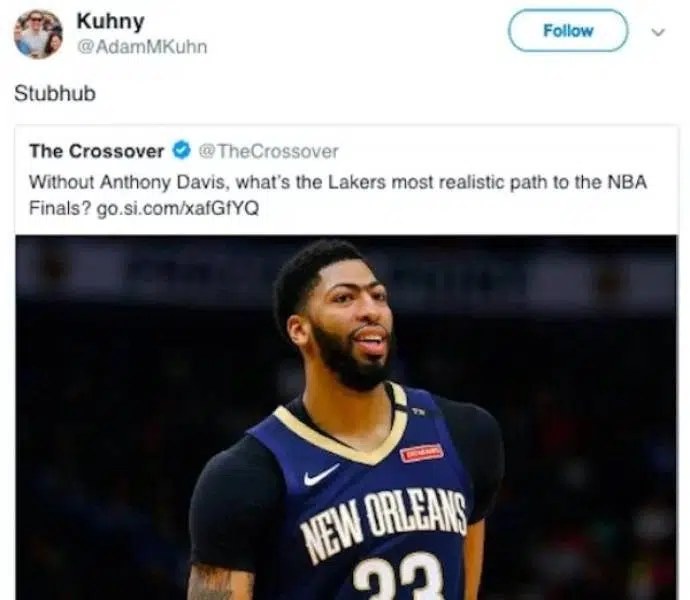 Kuhny
@AdamMKuhn
Follow
Stubhub
The Crossover @TheCrossover
Without Anthony Davis, what's the Lakers most realistic path to the NBA
Finals? go.si.com/xafGfYQ
NEW ORLEANS
23